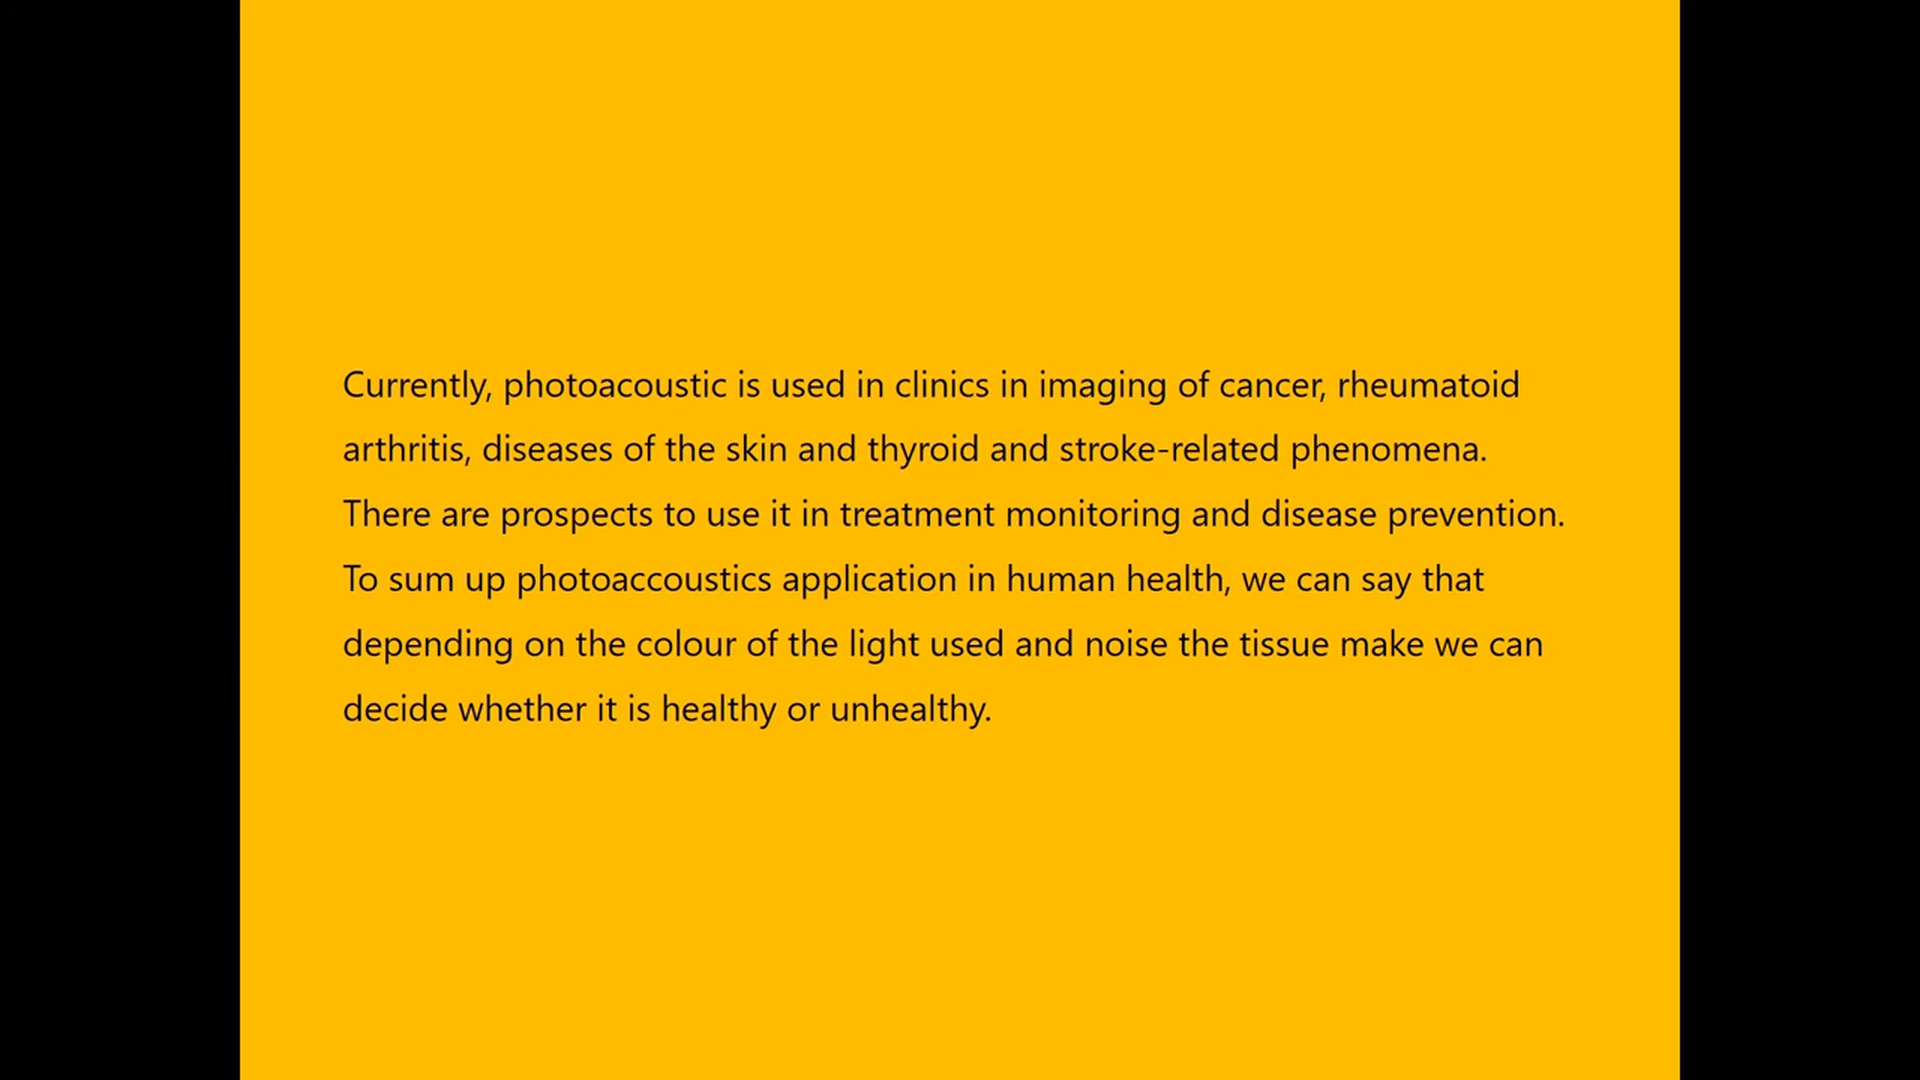 Currently, photoacoustic is used in clinics in imaging of cancer, rheumatoid
arthritis, diseases of the skin and thyroid and stroke-related phenomena.
There are prospects to use it in treatment monitoring and disease prevention.
To sum up photoaccoustics application in human health, we can say that
depending on the colour of the light used and noise the tissue make we can
decide whether it is healthy or unhealthy.